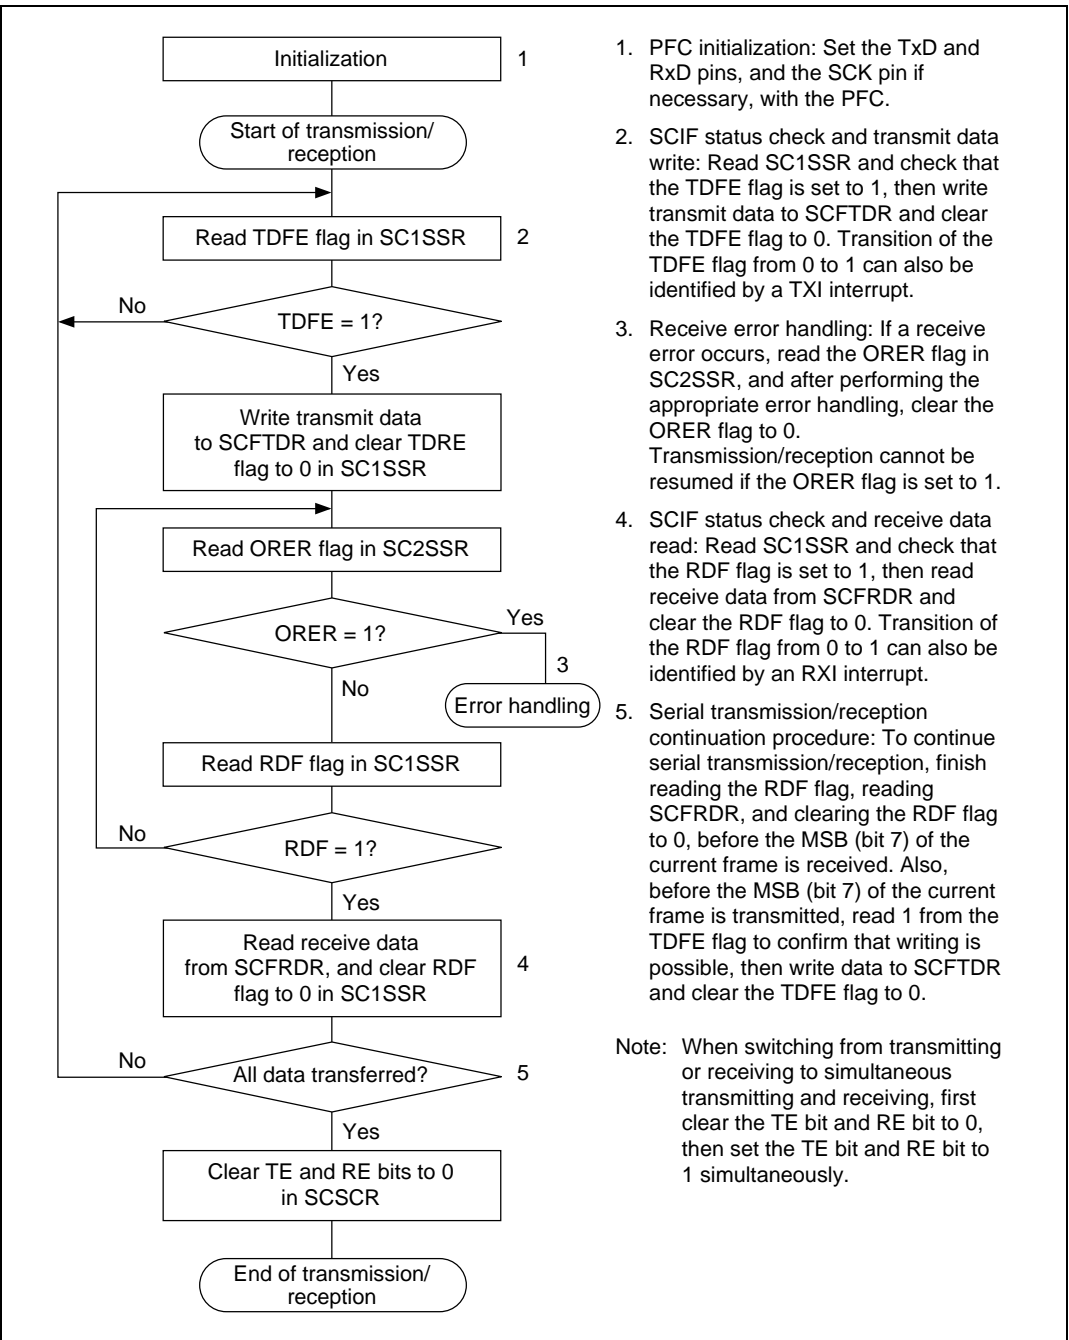 Initialization
1
Start of transmission/
reception
Read TDFE flag in SC1SSR
2
No
TDFE = 1?
Yes
Write transmit data
to SCFTDR and clear TDRE
flag to 0 in SC1SSR
Read ORER flag in SC2SSR
ORER = 1?
Yes
3
No
Error handling
Read RDF flag in SC1SSR
No
RDF = 1?
Yes
Read receive data
from SCFRDR, and clear RDF
flag to 0 in SC1SSR
4
No
All data transferred?
5
Yes
Clear TE and RE bits to 0
in SCSCR
End of transmission/
reception
1. PFC initialization: Set the TxD and
RxD pins, and the SCK pin if
necessary, with the PFC.
2. SCIF status check and transmit data
write: Read SC1SSR and check that
the TDFE flag is set to 1, then write
transmit data to SCFTDR and clear
the TDFE flag to 0. Transition of the
TDFE flag from 0 to 1 can also be
identified by a TXI interrupt.
3. Receive error handling: If a receive
error occurs, read the ORER flag in
SC2SSR, and after performing the
appropriate error handling, clear the
ORER flag to 0.
Transmission/reception cannot be
resumed if the ORER flag is set to 1.
4. SCIF status check and receive data
read: Read SC1SSR and check that
the RDF flag is set to 1, then read
receive data from SCFRDR and
clear the RDF flag to 0. Transition of
the RDF flag from 0 to 1 can also be
identified by an RXI interrupt.
5. Serial transmission/reception
continuation procedure: To continue
serial transmission/reception, finish
reading the RDF flag, reading
SCFRDR, and clearing the RDF flag
to 0, before the MSB (bit 7) of the
current frame is received. Also,
before the MSB (bit 7) of the current
frame is transmitted, read 1 from the
TDFE flag to confirm that writing is
possible, then write data to SCFTDR
and clear the TDFE flag to 0.
Note: When switching from transmitting
or receiving to simultaneous
transmitting and receiving, first
clear the TE bit and RE bit to 0,
then set the TE bit and RE bit to
1 simultaneously.